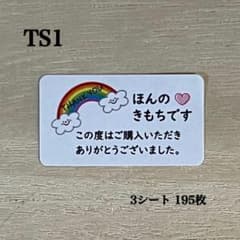 TS1
THANK YOU
ほんの
きもちです
この度はご購入いただき
ありがとうございました。
3シート 195枚